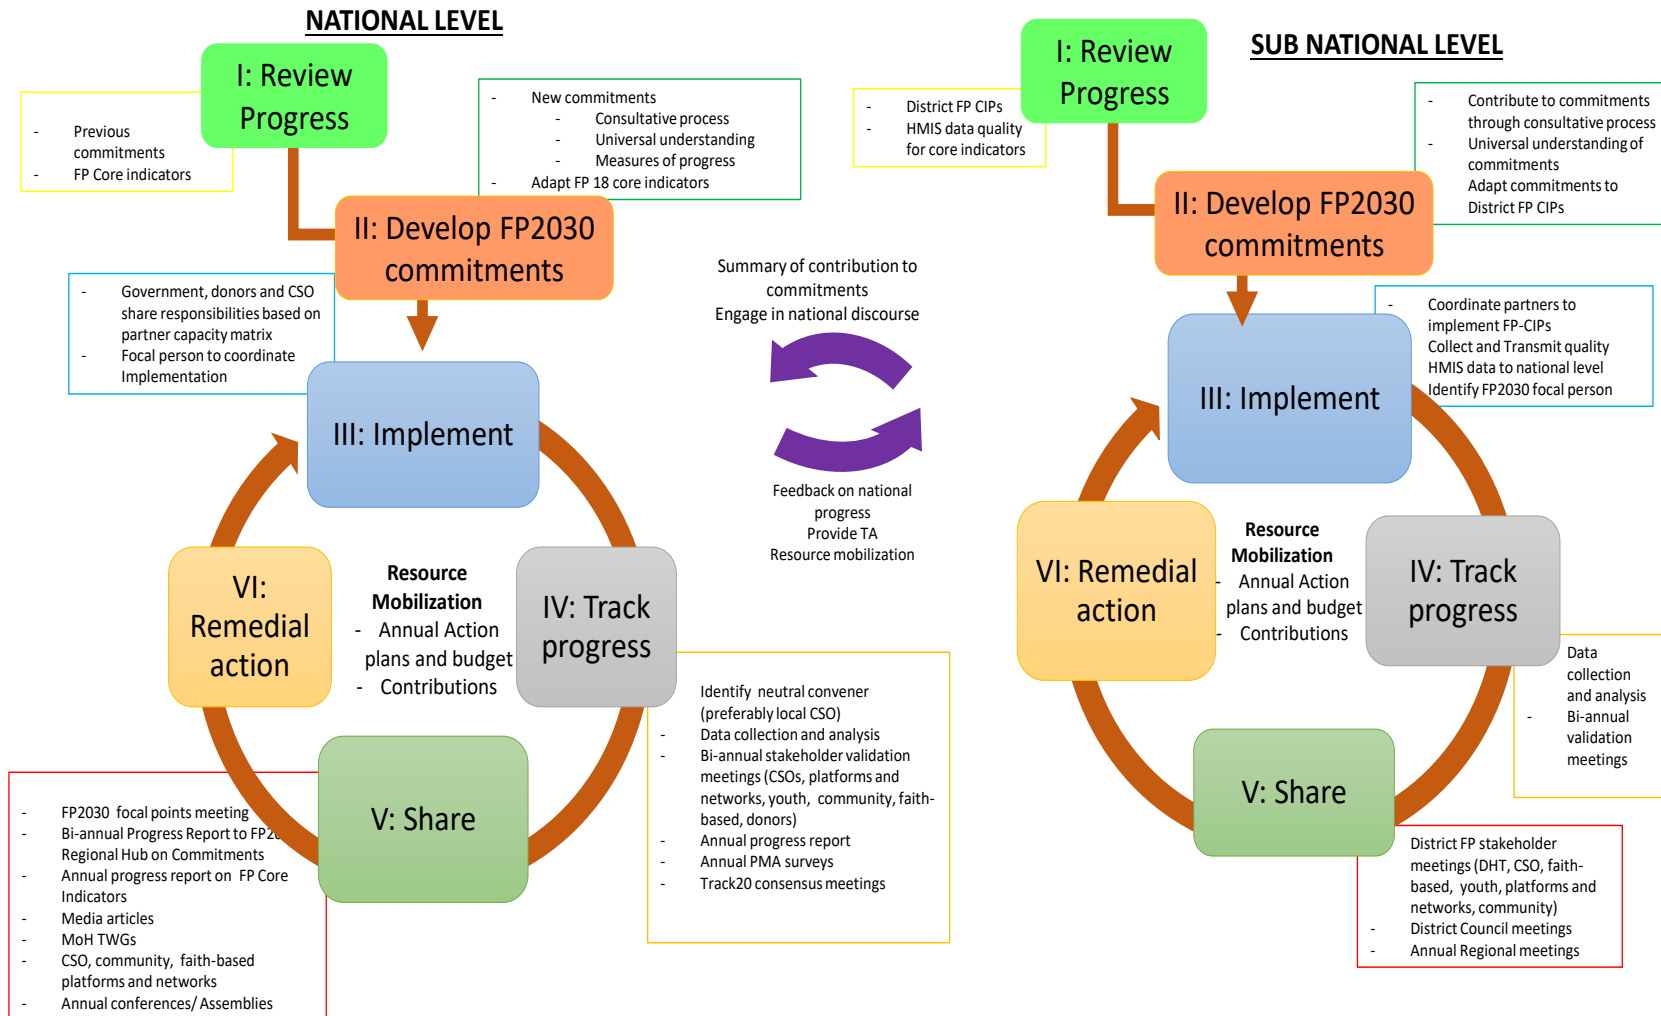 NATIONAL LEVEL
I: Review
Progress
- Previous
commitments
- FP Core indicators
- New commitments
- Consultative process
- Universual understanding
- Measures of progress
- Adapt FP 18 core indicators
II: Develop FP2030
commitments
- Government, donors and CSO
share responsibilities based on
partner capacity matrix
- Focal person to coordinate
Implementation
III: Implement
IV: Track
progress
Identify neutral convener
(preferably local CSO)
- Data collection and analysis
- Bi-annual stakeholder validation
meetings (CSOs, platforms and
networks, youth, community, faith-
based, donors)
- Annual progress report
- Annual PMA surveys
- Track20 consensus meetings
V: Share
- FP2030 focal points meeting
- Bi-annual Progress Report to
Regional Hub on Commitments
- Annual progress report on FP Core
Indicators
- Media articles
- MoH TWGs
- CSO, community, faith-based
platforms and networks
- Annual conferences/ Assemblies
VI:
Remedial
action
Resource
Mobilization
- Annual Action
plans and budget
- Contributions
Summary of contribution to
commitments
Engage in national discourse
Feedback on national
progress
Provide TA
Resource mobilization
SUB NATIONAL LEVEL
I: Review
Progress
- District FP CIPs
- HMIS data quality
for core indicators
- Contribute to commitments
through consultative process
- Universal understanding of
commitments
Adapt commitments to
District FP CIPs
II: Develop FP2030
commitments
- Coordinate partners to
implement FP-CIPs
Collect and Transmit quality
HMIS data to national level
Identify FP2030 focal person
III: Implement
IV: Track
progress
Data
collection
and analysis
- Bi-annual
validation
meetings
V: Share
District FP stakeholder
meetings (DHT, CSO, faith-
based, youth, platforms and
networks, community)
- District Council meetings
- Annual Regional meetings
VI: Remedial
action
Resource
Mobilization
- Annual Action
plans and budget
- Contributions